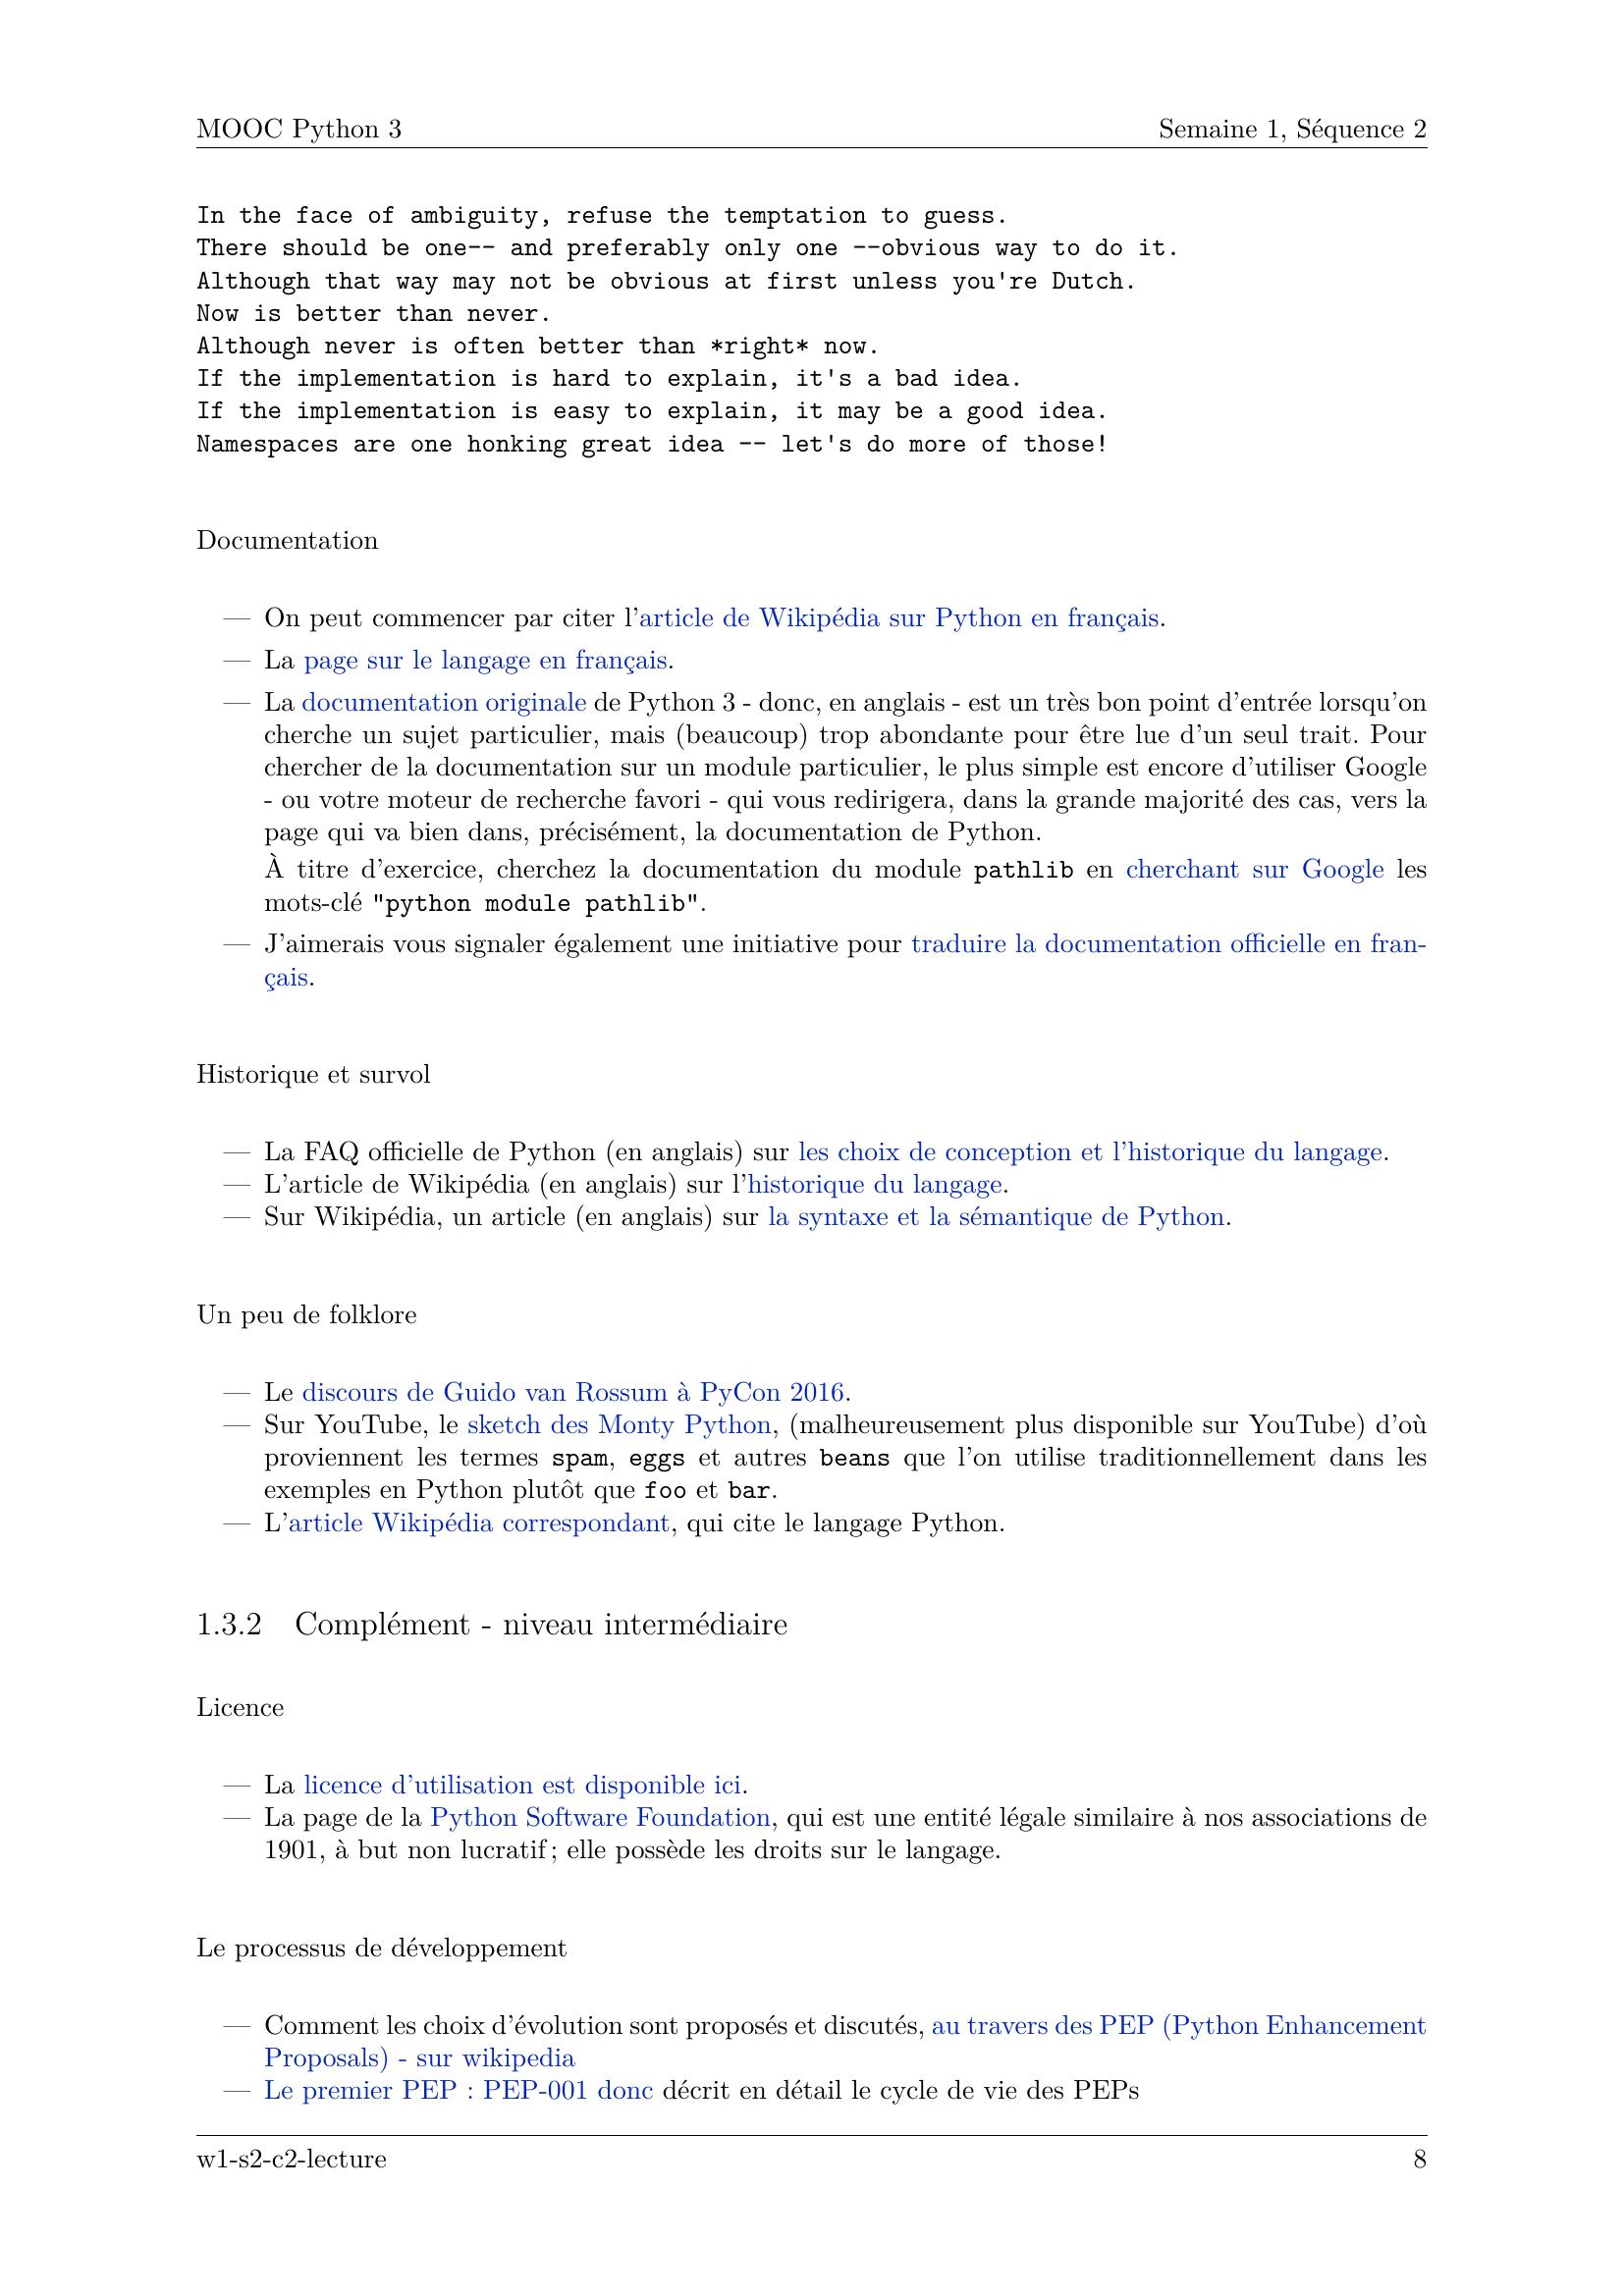 MOOC Python 3
Semaine 1, Séquence 2
In the face of ambiguity, refuse the temptation to guess.
There should be one-- and preferably only one --obvious way to do it.
Although that way may not be obvious at first unless you're Dutch.
Now is better than never.
Although never is often better than *right* now.
If the implementation is hard to explain, it's a bad idea.
If the implementation is easy to explain, it may be a good idea.
Namespaces are one honking great idea -- let's do more of those!
Documentation
— On peut commencer par citer l'article de Wikipédia sur Python en français.
— La page sur le langage en français.
— La documentation originale de Python 3 - donc, en anglais - est un très bon point d'entrée lorsqu'on
cherche un sujet particulier, mais (beaucoup) trop abondante pour être lue d'un seul trait. Pour
chercher de la documentation sur un module particulier, le plus simple est encore d'utiliser Google
- ou votre moteur de recherche favori - qui vous redirigera, dans la grande majorité des cas, vers la
page qui va bien dans, précisément, la documentation de Python.
À titre d'exercice, cherchez la documentation du module pathlib en cherchant sur Google les
mots-clé "python module pathlib".
— J'aimerais vous signaler également une initiative pour traduire la documentation officielle en fran-
çais.
Historique et survol
— La FAQ officielle de Python (en anglais) sur les choix de conception et l'historique du langage.
— L'article de Wikipédia (en anglais) sur l'historique du langage.
— Sur Wikipédia, un article (en anglais) sur la syntaxe et la sémantique de Python.
Un peu de folklore
— Le discours de Guido van Rossum à PyCon 2016.
— Sur YouTube, le sketch des Monty Python, (malheureusement plus disponible sur YouTube) d'où
proviennent les termes spam, eggs et autres beans que l'on utilise traditionnellement dans les
exemples en Python plutôt que foo et bar.
— L'article Wikipédia correspondant, qui cite le langage Python.
1.3.2 Complément - niveau intermédiaire
Licence
— La licence d'utilisation est disponible ici.
— La page de la Python Software Foundation, qui est une entité légale similaire à nos associations de
1901, à but non lucratif ; elle possède les droits sur le langage.
Le processus de développement
— Comment les choix d'évolution sont proposés et discutés, au travers des PEP (Python Enhancement
Proposals) - sur wikipedia
— Le premier PEP : PEP-001 donc décrit en détail le cycle de vie des PEPs
w1-s2-c2-lecture
8